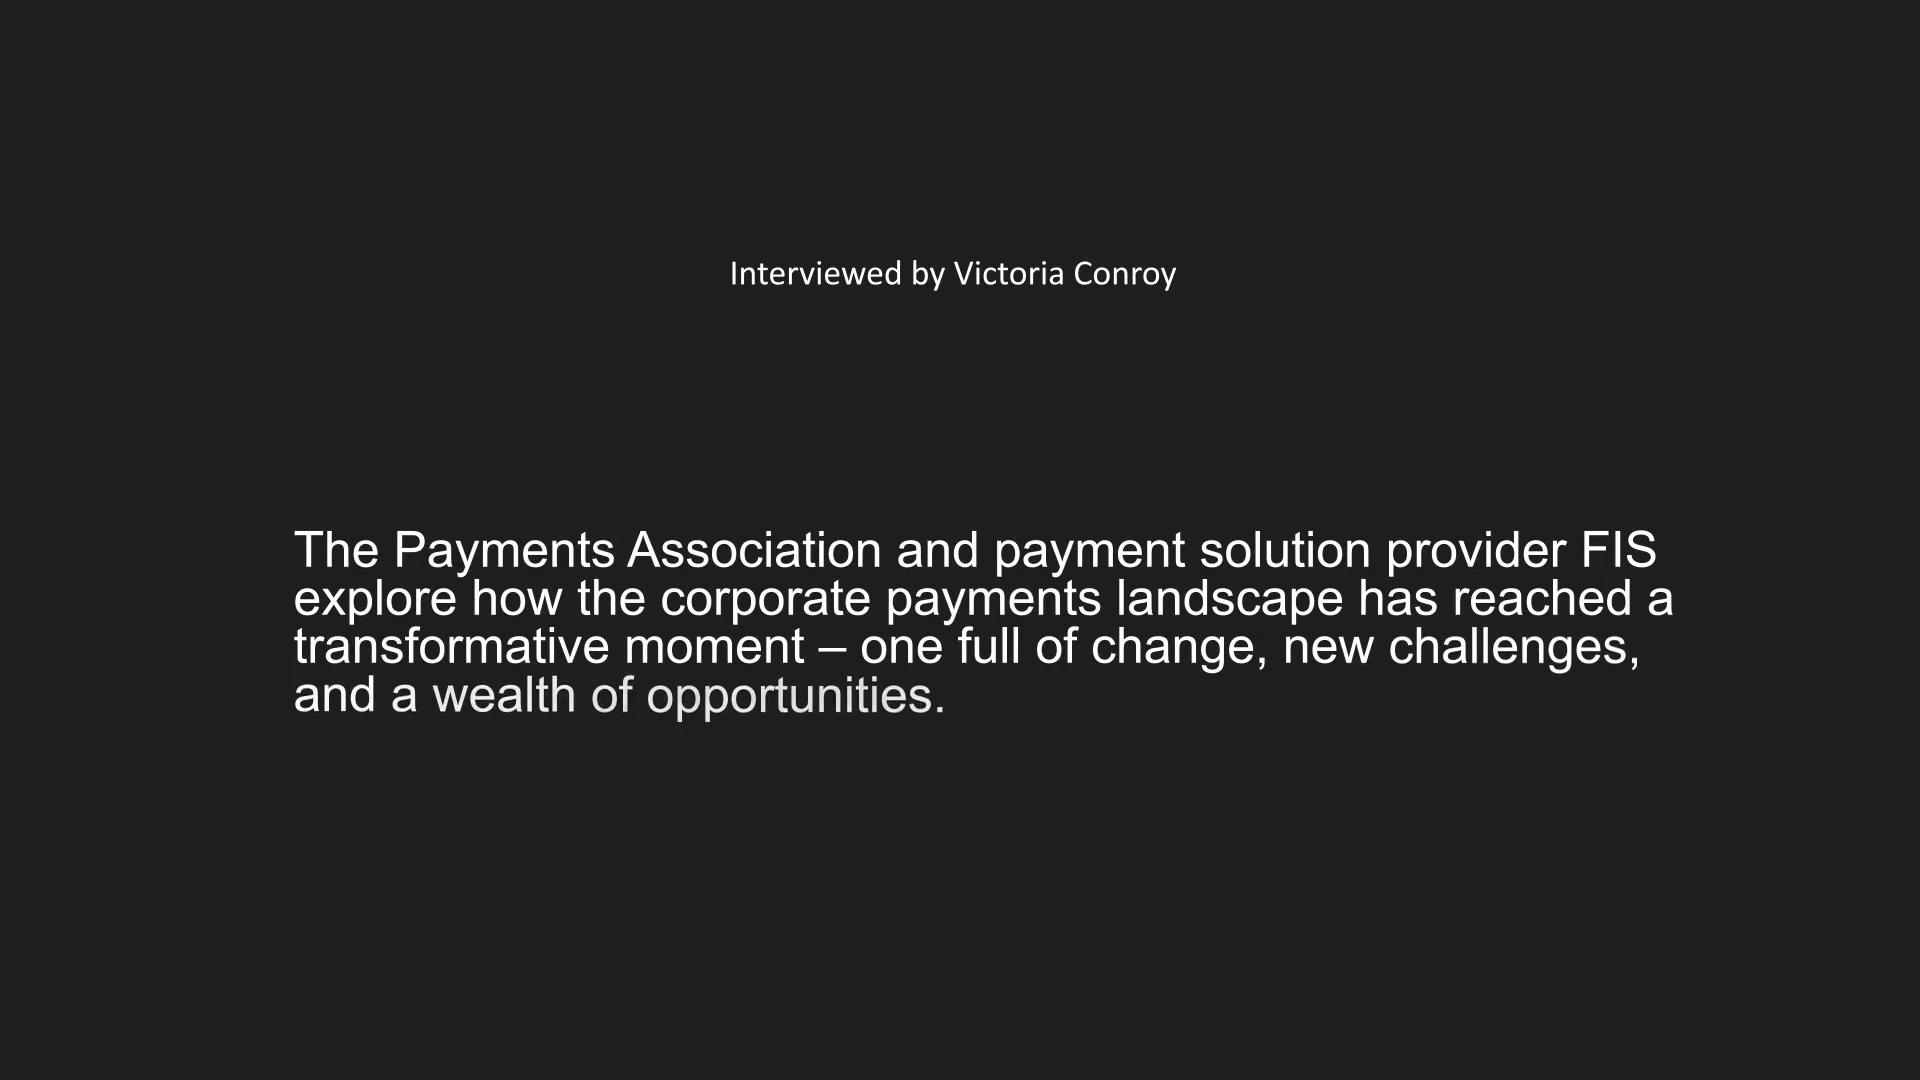 Interviewed by Victoria Conroy
The Payments Association and payment solution provider FIS
explore how the corporate payments landscape has reached a
transformative moment – one full of change, new challenges,
and a wealth of opportunities.